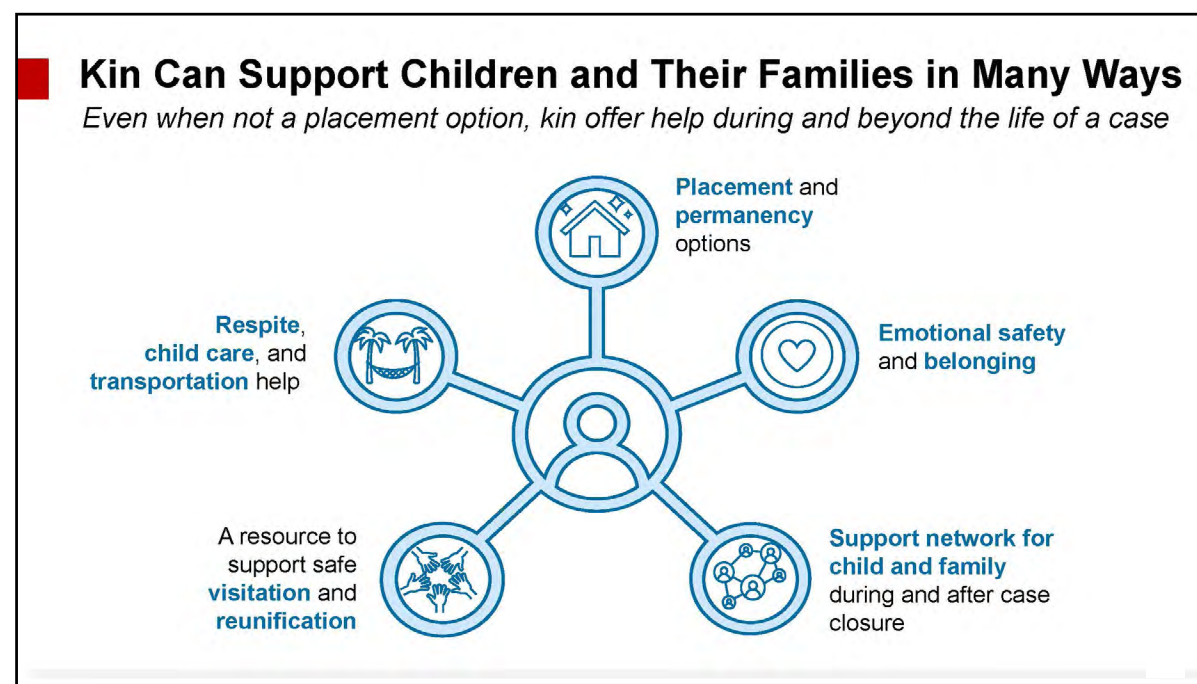 Kin Can Support Children and Their Families in Many Ways
Even when not a placement option, kin offer help during and beyond the life of a case
Placement and
permanency
options
Respite,
child care, and
transportation help
Emotional safety
and belonging
A resource to
support safe
visitation and
reunification
Support network for
child and family
during and after case
closure